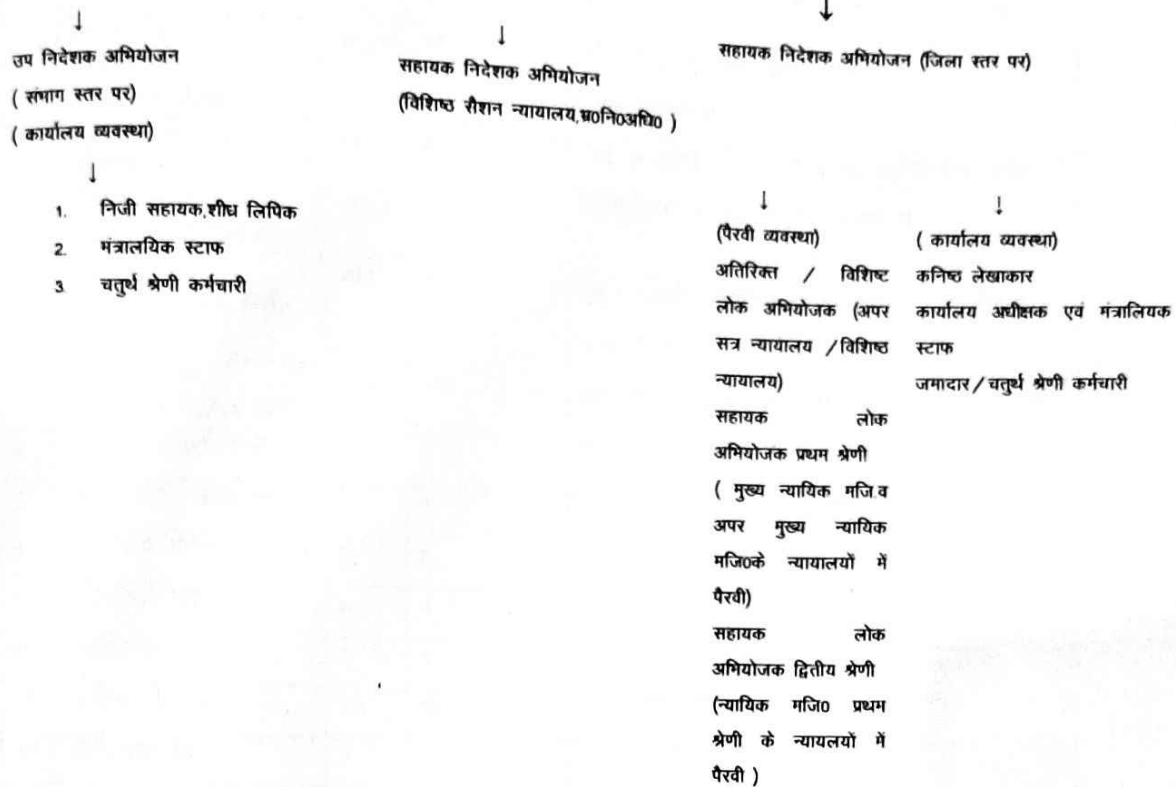 ↓
उप निदेशक अभियोजन
( संभाग स्तर पर)
( कार्यालय व्यवस्था)
↓
1. निजी सहायक,शीध्र लिपिक
2. मंत्रालयिक स्टाफ
3. चतुर्थ श्रेणी कर्मचारी
↓
सहायक निदेशक अभियोजन
(विशिष्ठ सैशन न्यायालय,भ्र0नि0अधि0 )
↓
सहायक निदेशक अभियोजन (जिला स्तर पर)
↓
(पैरवी व्यवस्था)
अतिरिक्त / विशिष्ट
लोक अभियोजक (अपर
सत्र न्यायालय /विशिष्ठ
न्यायालय)
सहायक लोक
अभियोजक प्रथम श्रेणी
( मुख्य न्यायिक मजि.व
अपर मुख्य न्यायिक
मजि0के न्यायालयों में
पैरवी)
सहायक लोक
अभियोजक द्वितीय श्रेणी
(न्यायिक मजि0 प्रथम
श्रेणी के न्यायलयों में
पैरवी )
↓
( कार्यालय व्यवस्था)
कनिष्ठ लेखाकार
कार्यालय अधीक्षक एवं मंत्रालियक
स्टाफ
जमादार/चतुर्थ श्रेणी कर्मचारी